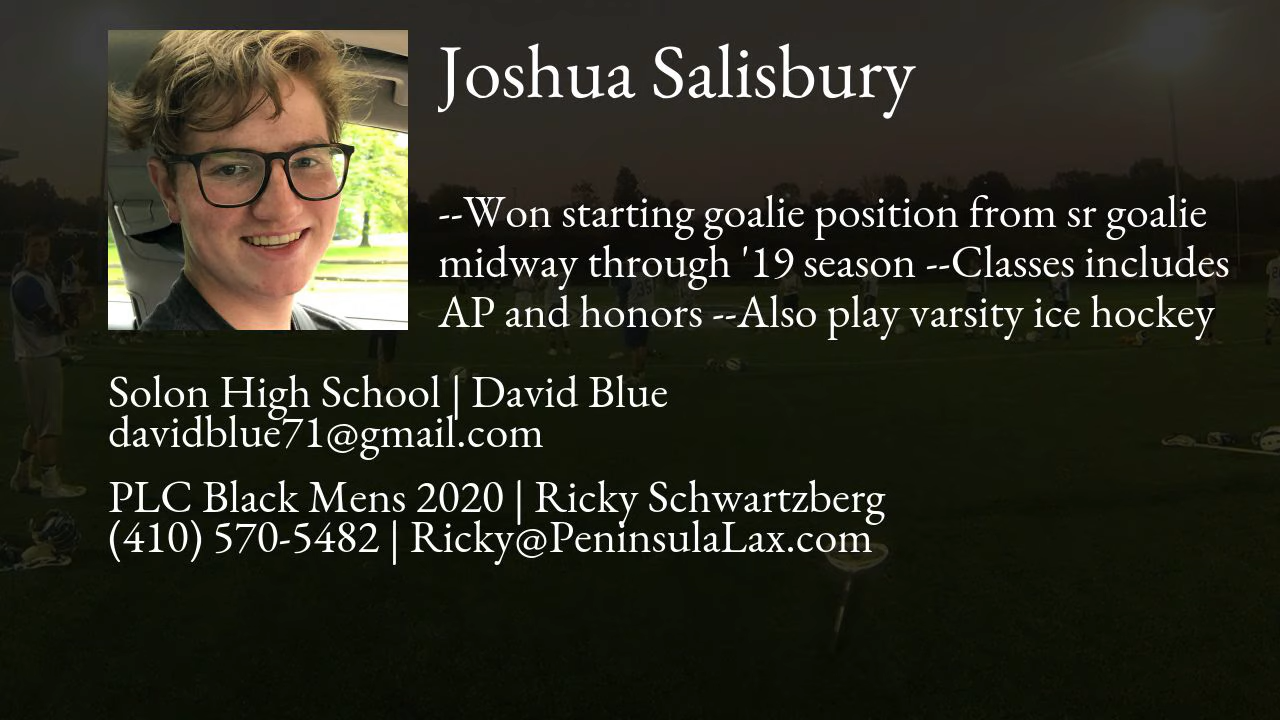 Joshua Salisbury
--Won starting goalie position from sr goalie
midway through '19 season --Classes includes
AP and honors --Also play varsity ice hockey
Solon High School | David Blue
davidblue71@gmail.com
PLC Black Mens 2020 | Ricky Schwartzberg
(410) 570-5482 | Ricky@PeninsulaLax.com